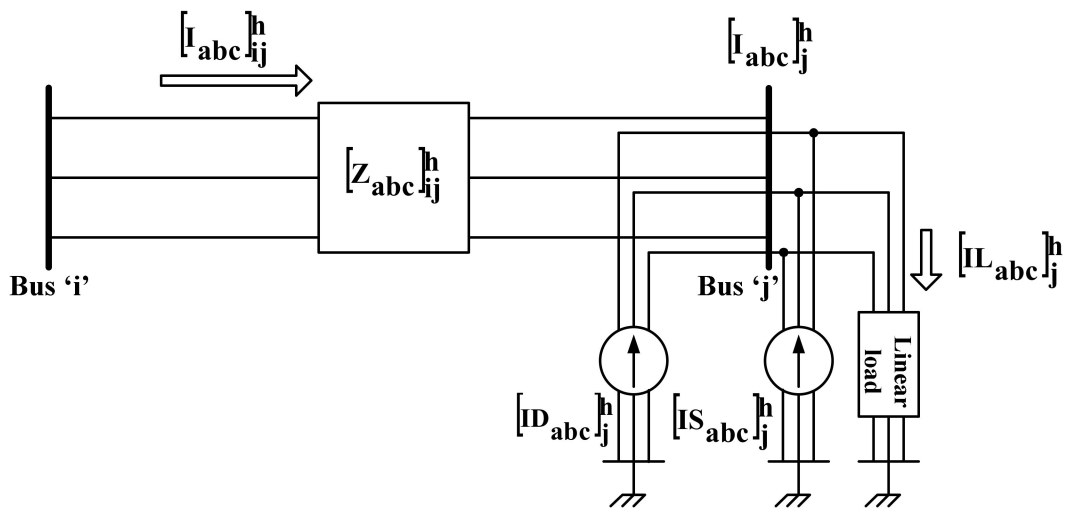 [I_abc]_ij^h
[I_abc]_j^h
[Z_abc]_ij^h
Bus ‘i’
Bus ‘j’
[IL_abc]_j^h
Linear
load
[ID_abc]_j^h
[IS_abc]_j^h